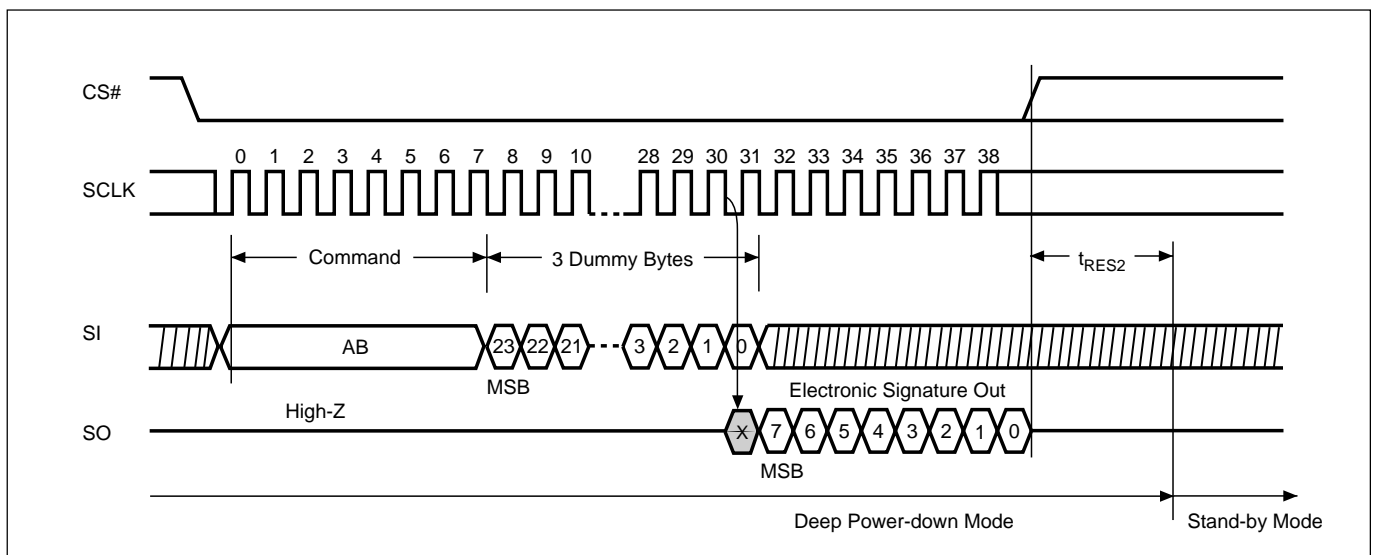 CS#
0 1 2 3 4 5 6 7 8 9 10 28 29 30 31 32 33 34 35 36 37 38
SCLK
Command 3 Dummy Bytes tRES2
SI
AB 23 22 21 3 2 1 0
MSB Electronic Signature Out
High-Z
SO
X 7 6 5 4 3 2 1 0
MSB
Deep Power-down Mode Stand-by Mode